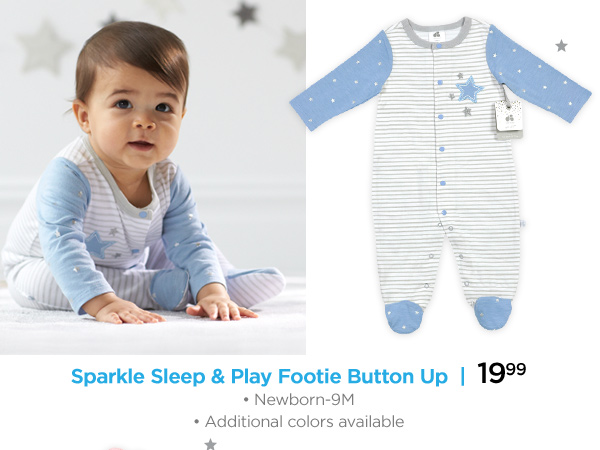 Sparkle Sleep & Play Footie Button Up | 19⁹⁹
• Newborn-9M
• Additional colors available